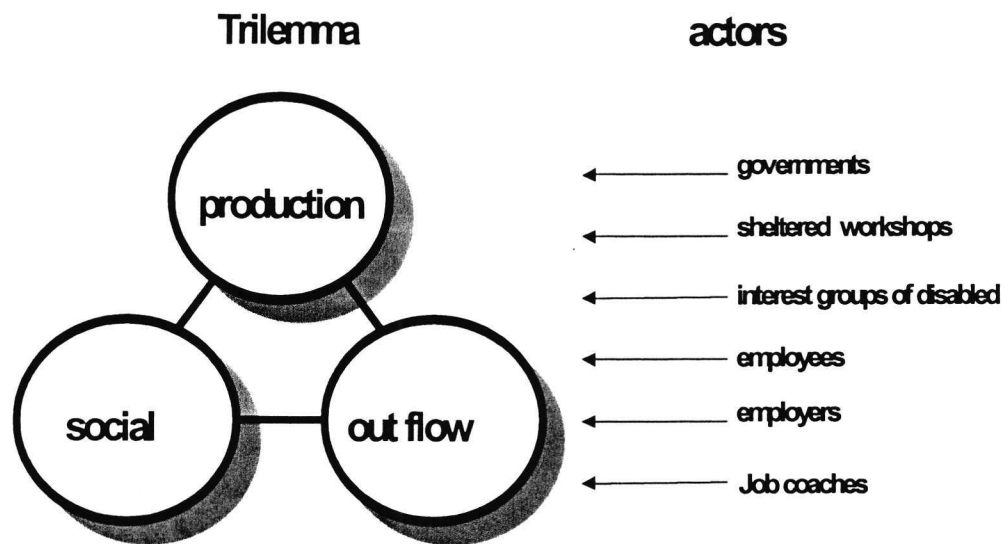 Trilemma
actors
production
social
out flow
governments
sheltered workshops
interest groups of disabled
employees
employers
Job coaches